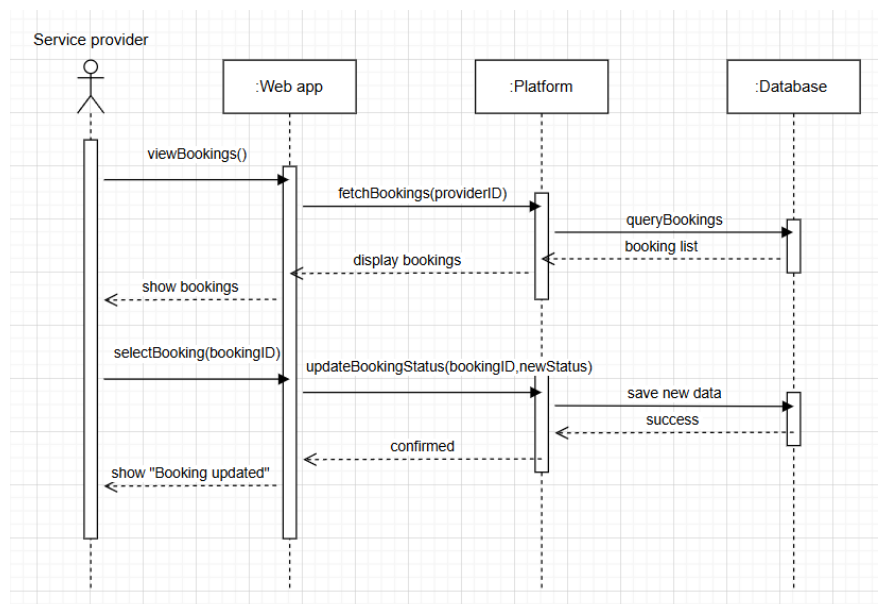 Service provider
:Web app
:Platform
:Database
viewBookings()
fetchBookings(providerID)
queryBookings
booking list
display bookings
show bookings
selectBooking(bookingID)
updateBookingStatus(bookingID,newStatus)
save new data
success
confirmed
show "Booking updated"